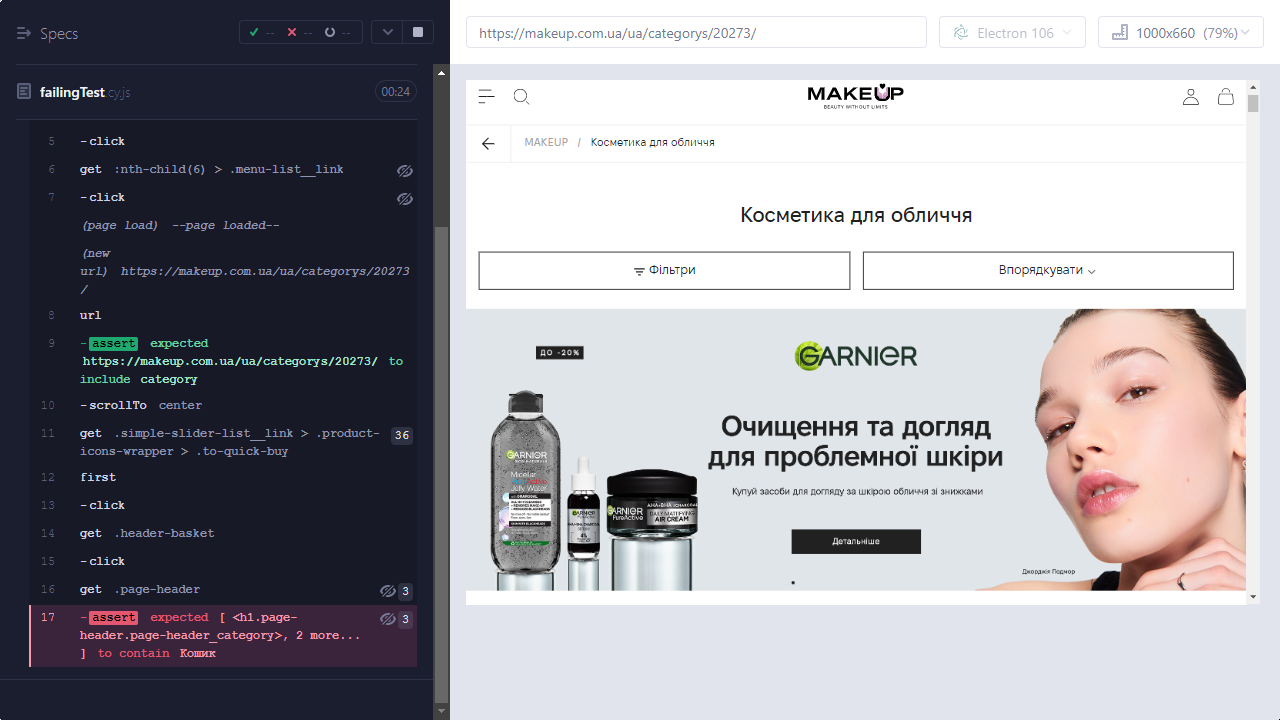 Specs
-- -- --
failingTest.cy.js
00:24
5 -click
6 get :nth-child(6) > .menu-list__link
7 -click
(page load) --page loaded--
(new
url) https://makeup.com.ua/ua/categorys/20273
/
8 url
9 -assert expected
https://makeup.com.ua/ua/categorys/20273/ to
include category
10 -scrollTo center
11 get .simple-slider-list__link > .product-
icons-wrapper > .to-quick-buy 36
12 first
13 -click
14 get .header-basket
15 -click
16 get .page-header 3
17 -assert expected [ <h1.page-
header.page-header_category>, 2 more...
] to contain Кошик 3
https://makeup.com.ua/ua/categorys/20273/
Electron 106
1000x660 (79%)
MAKEUP
BEAUTY WITHOUT LIMITS
MAKEUP / Косметика для обличчя
Косметика для обличчя
Фільтри
Впорядкувати
ДО -20%
GARNIER
Очищення та догляд
для проблемної шкіри
Купуй засоби для догляду за шкірою обличчя зі знижками
Детальніше
Джорджія Подмор
GARNIER
Micellar
Jelly Water
GARNIER
PureActive
AHA+BHA
DAILY MATTIFYING
AIR CREAM